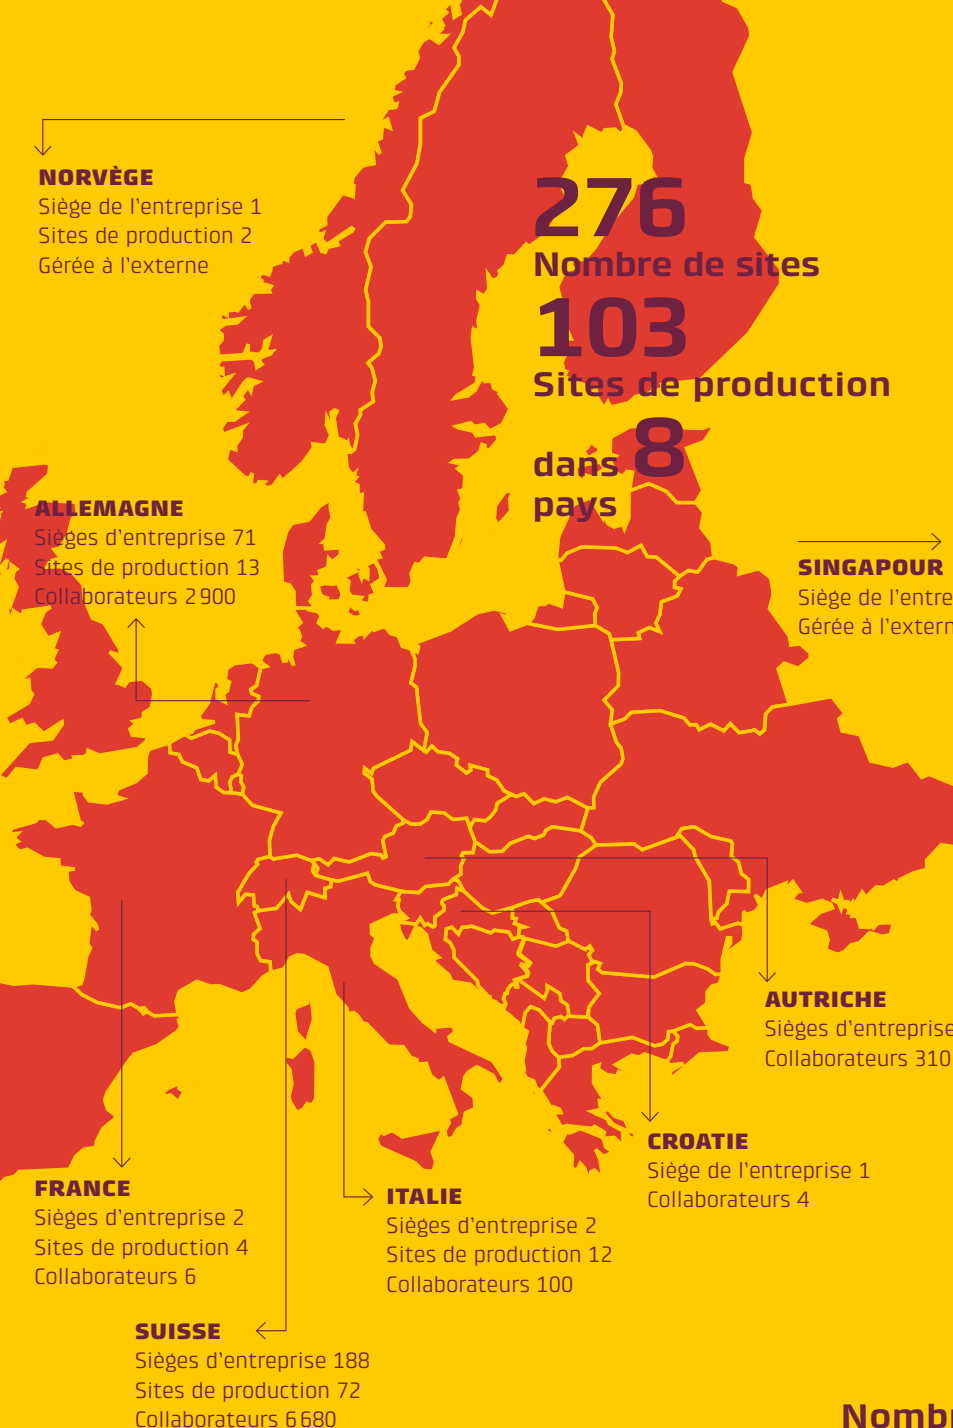 NORVÈGE
Siège de l'entreprise 1
Sites de production 2
Gérée à l'externe
276
Nombre de sites
103
Sites de production
dans 8
pays
ALLEMAGNE
Sièges d'entreprise 71
Sites de production 13
Collaborateurs 2 900
SINGAPOUR
Siège de l'entre
Gérée à l'extern
AUTRICHE
Sièges d'entreprise
Collaborateurs 310
CROATIE
Siège de l'entreprise 1
Collaborateurs 4
FRANCE
Sièges d'entreprise 2
Sites de production 4
Collaborateurs 6
ITALIE
Sièges d'entreprise 2
Sites de production 12
Collaborateurs 100
SUISSE
Sièges d'entreprise 188
Sites de production 72
Collaborateurs 6 680
Nombr